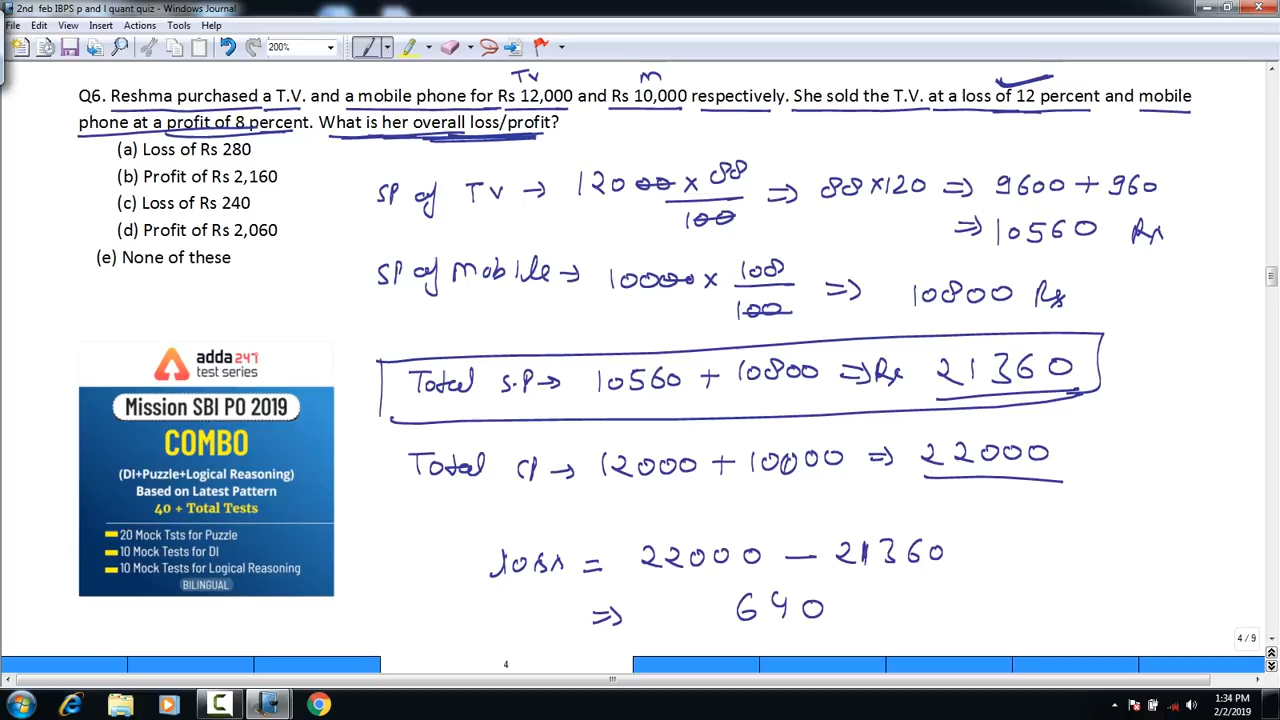 2nd feb IBPS p and I quant quiz - Windows Journal
File Edit View Insert Actions Tools Help
200%
TV m
Q6. Reshma purchased a T.V. and a mobile phone for Rs 12,000 and Rs 10,000 respectively. She sold the T.V. at a loss of 12 percent and mobile
phone at a profit of 8 percent. What is her overall loss/profit?
(a) Loss of Rs 280
(b) Profit of Rs 2,160
(c) Loss of Rs 240
(d) Profit of Rs 2,060
(e) None of these
SP of TV → 12000 × 88/100 ⇒ 88×120 ⇒ 9600 + 960
⇒ 10560 Rs
SP of Mobile → 10000 × 108/100 ⇒ 10800 Rs
Total S.P → 10560 + 10800 ⇒ Rs 21360
Total CP → 12000 + 10000 ⇒ 22000
loss = 22000 – 21360
⇒ 640
adda247
test series
Mission SBI PO 2019
COMBO
(DI+Puzzle+Logical Reasoning)
Based on Latest Pattern
40 + Total Tests
20 Mock Tsts for Puzzle
10 Mock Tests for DI
10 Mock Tests for Logical Reasoning
BILINGUAL
4 / 9
4
1:34 PM
2/2/2019